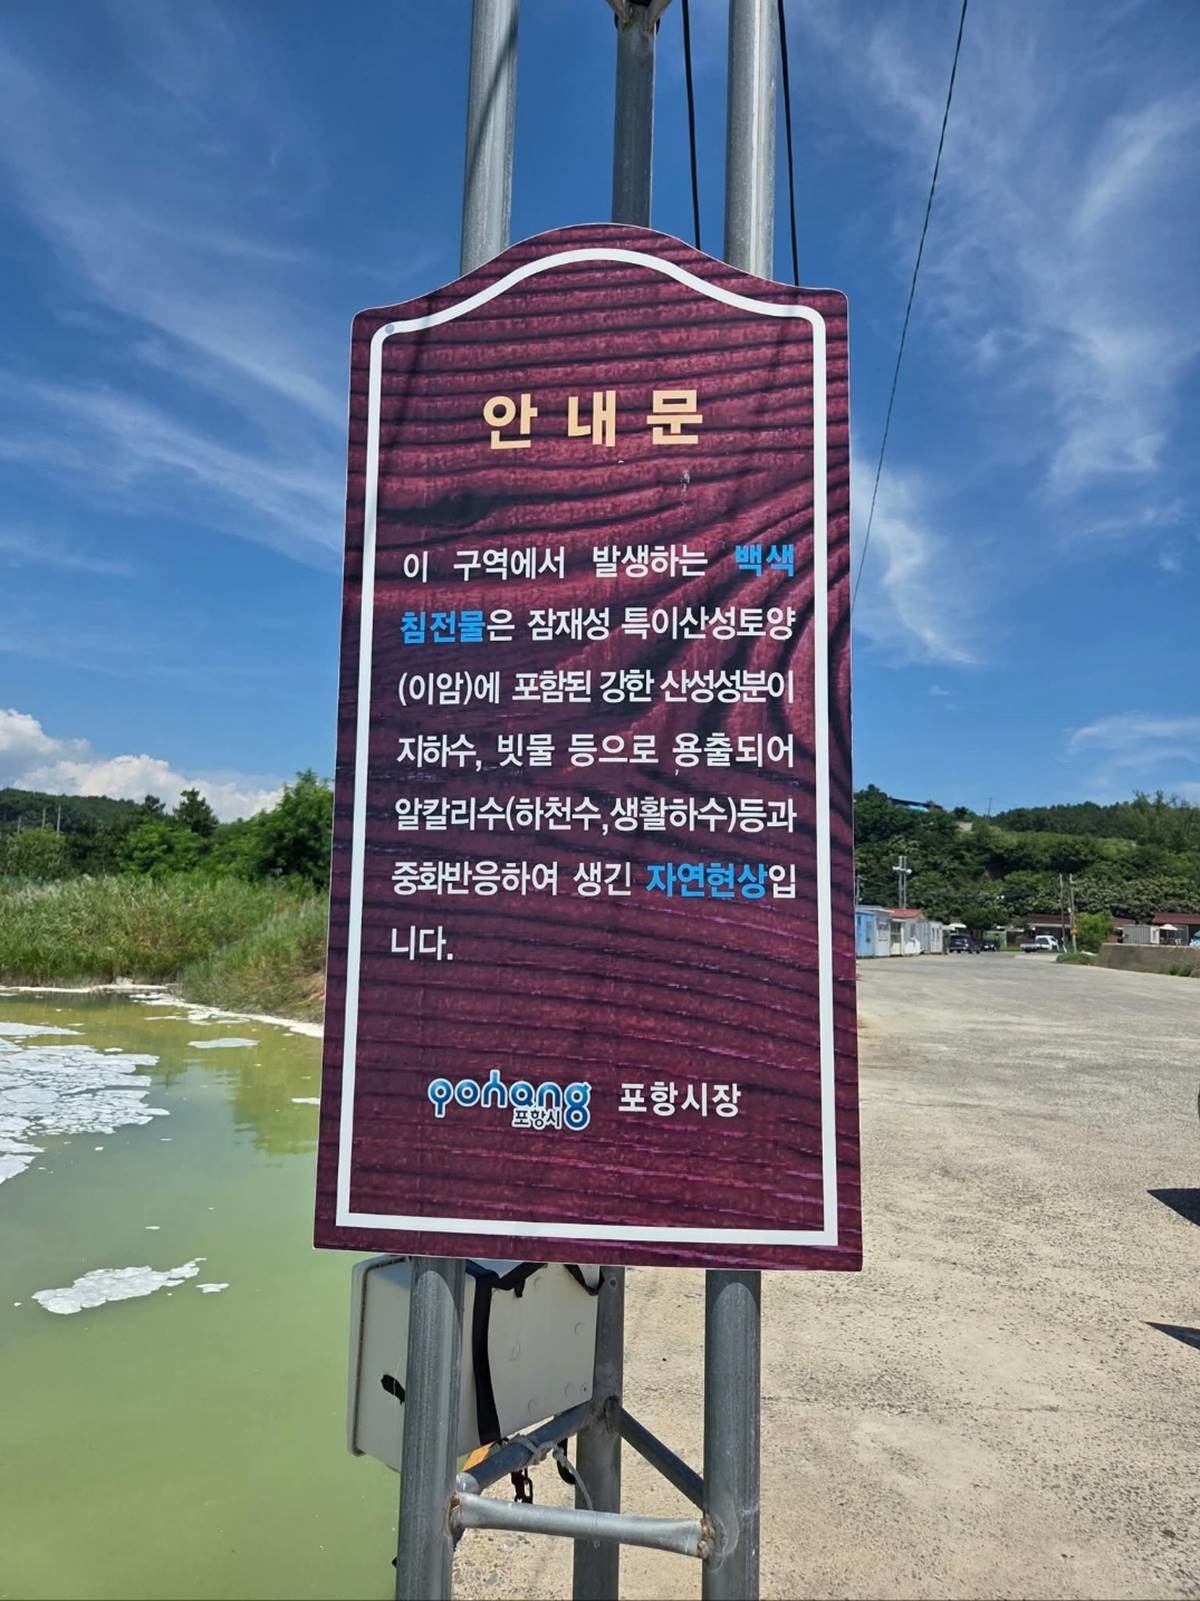 안내문
이 구역에서 발생하는 백색
침전물은 잠재성 특이산성토양
(이암)에 포함된 강한 산성성분이
지하수, 빗물 등으로 용출되어
알칼리수(하천수,생활하수)등과
중화반응하여 생긴 자연현상입
니다.
pohang 포항시 포항시장